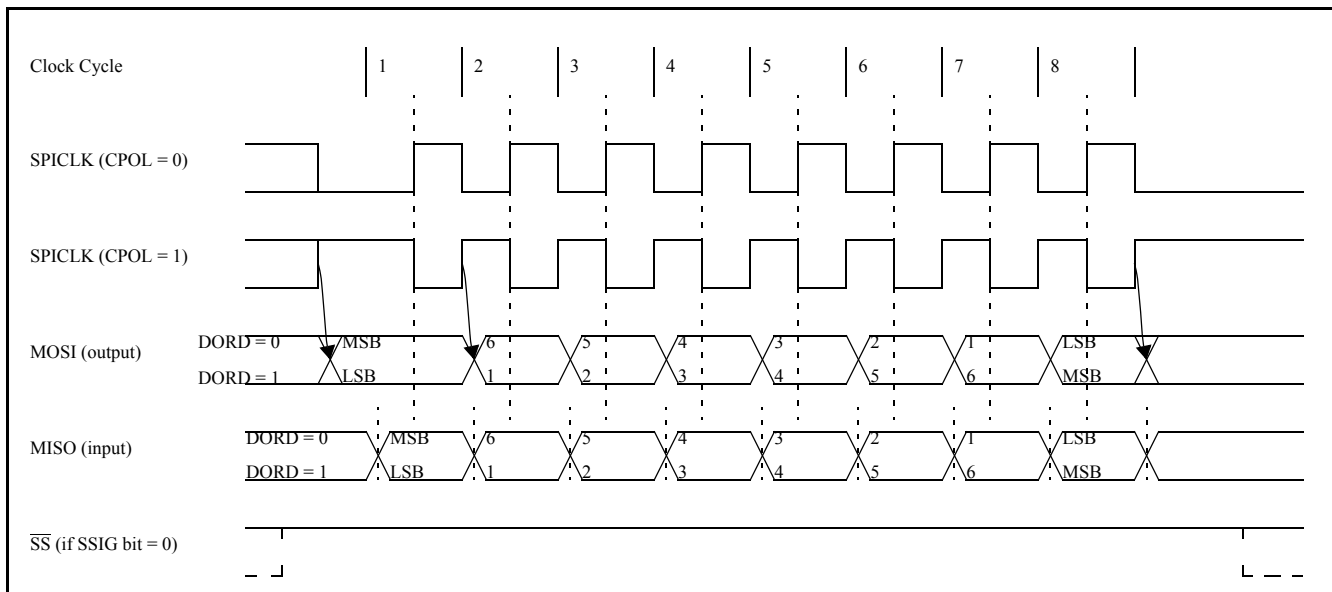 Clock Cycle 1 2 3 4 5 6 7 8
SPICLK (CPOL = 0)
SPICLK (CPOL = 1)
DORD = 0 MSB 6 5 4 3 2 1 LSB
MOSI (output)
DORD = 1 LSB 1 2 3 4 5 6 MSB
DORD = 0 MSB 6 5 4 3 2 1 LSB
MISO (input)
DORD = 1 LSB 1 2 3 4 5 6 MSB
S̅S̅ (if SSIG bit = 0)